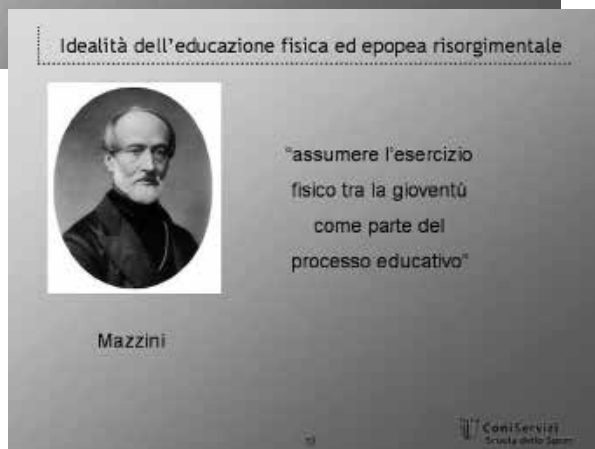 Idealità dell'educazione fisica ed epopea risorgimentale
"assumere l'esercizio
fisico tra la gioventù
come parte del
processo educativo"
Mazzini
ConiServizi
Scuola dello Sport